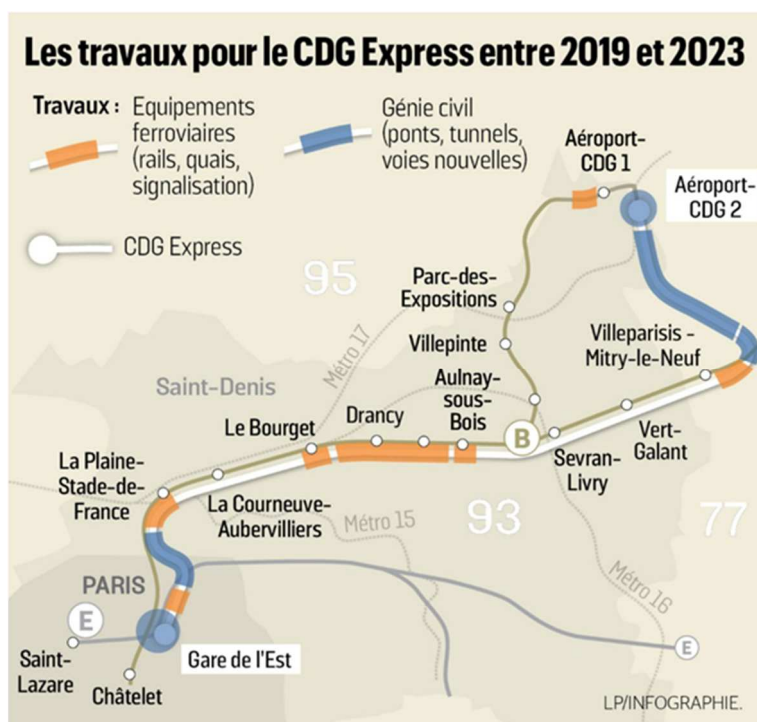 Les travaux pour le CDG Express entre 2019 et 2023
Travaux :
Equipements
ferroviaires
(rails, quais,
signalisation)
Génie civil
(ponts, tunnels,
voies nouvelles)
CDG Express
Aéroport-
CDG 1
Aéroport-
CDG 2
95
Parc-des-
Expositions
Métro 17
Villepinte
Villeparisis -
Mitry-le-Neuf
Saint-Denis
Aulnay-
sous-
Bois
Drancy
Le Bourget
B
Vert-
Galant
Sevran-
Livry
La Plaine-
Stade-de-
France
La Courneuve-
Aubervilliers
Métro 15
93
77
Métro 16
PARIS
E
E
Saint-
Lazare
Gare de l'Est
Châtelet
LP/INFOGRAPHIE.